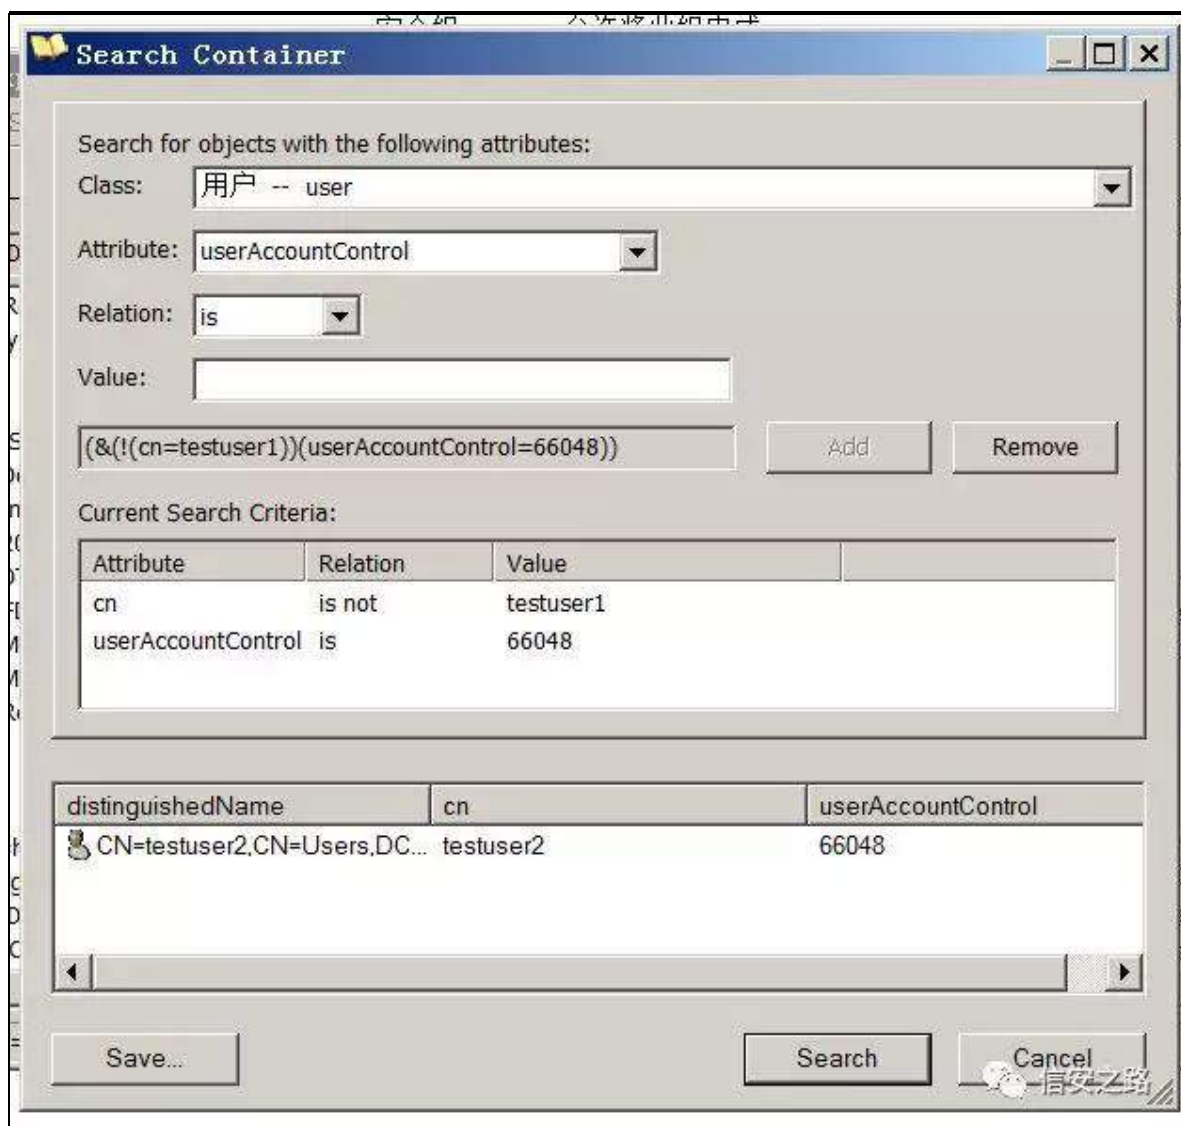 Search Container
Search for objects with the following attributes:
Class: 用户 -- user
Attribute: userAccountControl
Relation: is
Value:
(&(!(cn=testuser1))(userAccountControl=66048))
Add
Remove
Current Search Criteria:
Attribute Relation Value
cn is not testuser1
userAccountControl is 66048
distinguishedName cn userAccountControl
CN=testuser2,CN=Users,DC... testuser2 66048
Save...
Search
Cancel
信安之路